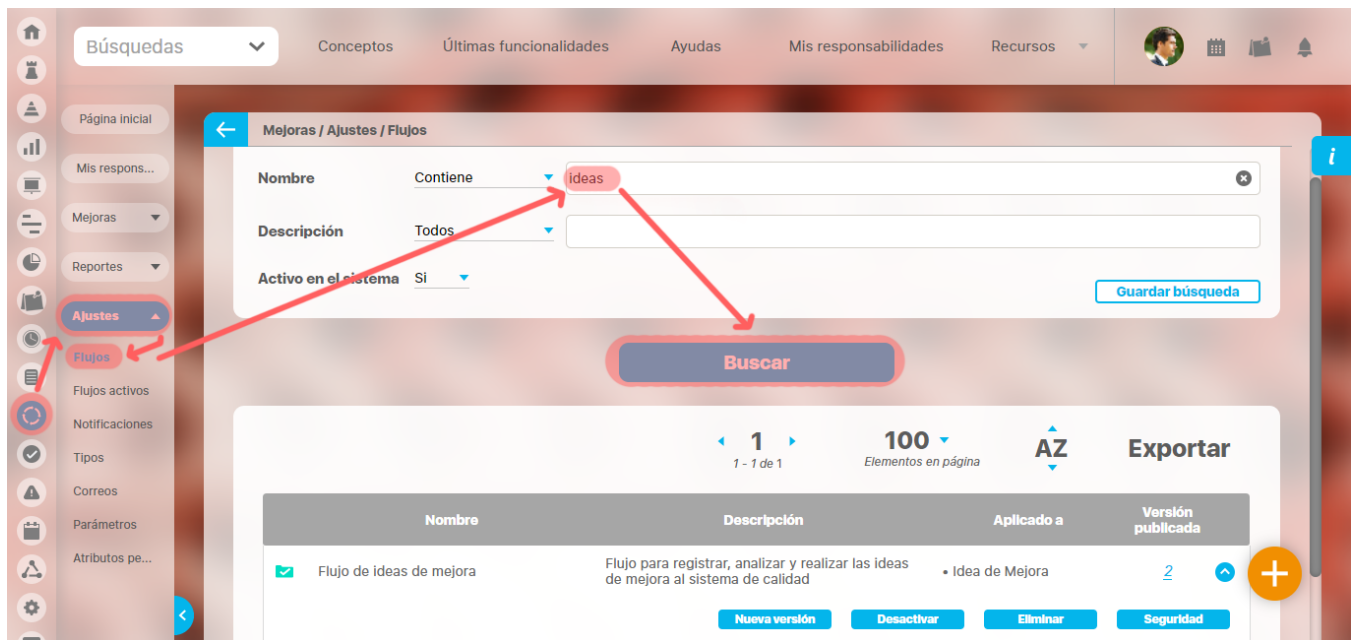 Búsquedas
Conceptos
Últimas funcionalidades
Ayudas
Mis responsabilidades
Recursos
Página inicial
Mis respons...
Mejoras
Reportes
Ajustes
Flujos
Flujos activos
Notificaciones
Tipos
Correos
Parámetros
Atributos pe...
Mejoras / Ajustes / Flujos
i
Nombre
Contiene
ideas
Descripción
Todos
Activo en el sistema
Si
Guardar búsqueda
Buscar
1
1 - 1 de 1
100
Elementos en página
AZ
Exportar
Nombre
Descripción
Aplicado a
Versión
publicada
Flujo de ideas de mejora
Flujo para registrar, analizar y realizar las ideas
de mejora al sistema de calidad
• Idea de Mejora
2
Nueva versión
Desactivar
Eliminar
Seguridad